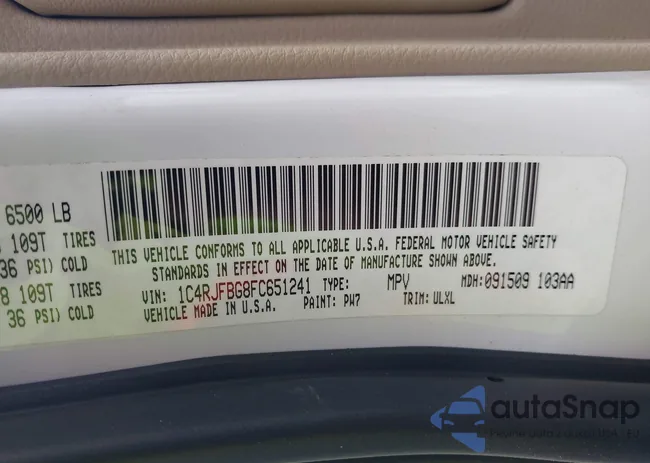 6500 LB
109T TIRES
36 PSI) COLD
8 109T TIRES
36 PSI) COLD
THIS VEHICLE CONFORMS TO ALL APPLICABLE U.S.A. FEDERAL MOTOR VEHICLE SAFETY
STANDARDS IN EFFECT ON THE DATE OF MANUFACTURE SHOWN ABOVE.
VIN: 1C4RJFBG8FC651241 TYPE: MPV MDH:091509 103AA
VEHICLE MADE IN U.S.A. PAINT: PW7 TRIM: ULXL
autoSnap